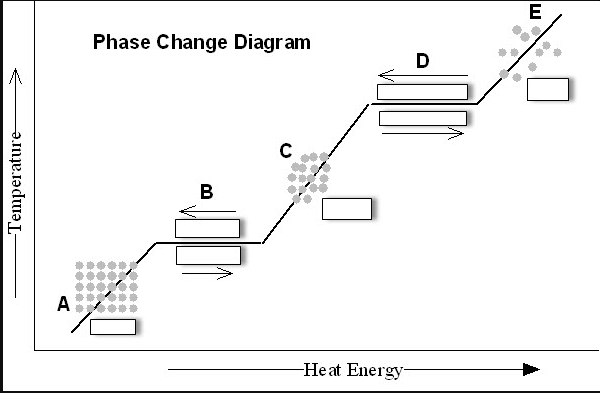 E
Phase Change Diagram
D
C
B
A
Temperature
Heat Energy